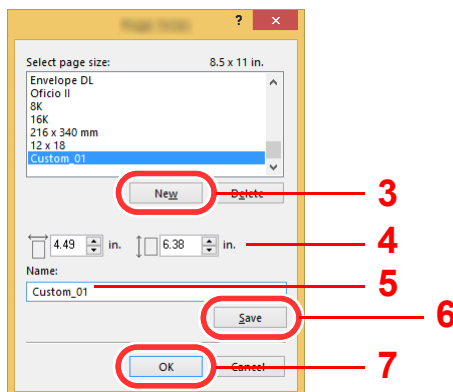 ?
Select page size: 8.5 x 11 in.
Envelope DL
Oficio II
8K
16K
216 x 340 mm
12 x 18
Custom_01
New Delete
3
4.49 in. 6.38 in.
4
Name:
Custom_01
5
Save
6
OK Cancel
7